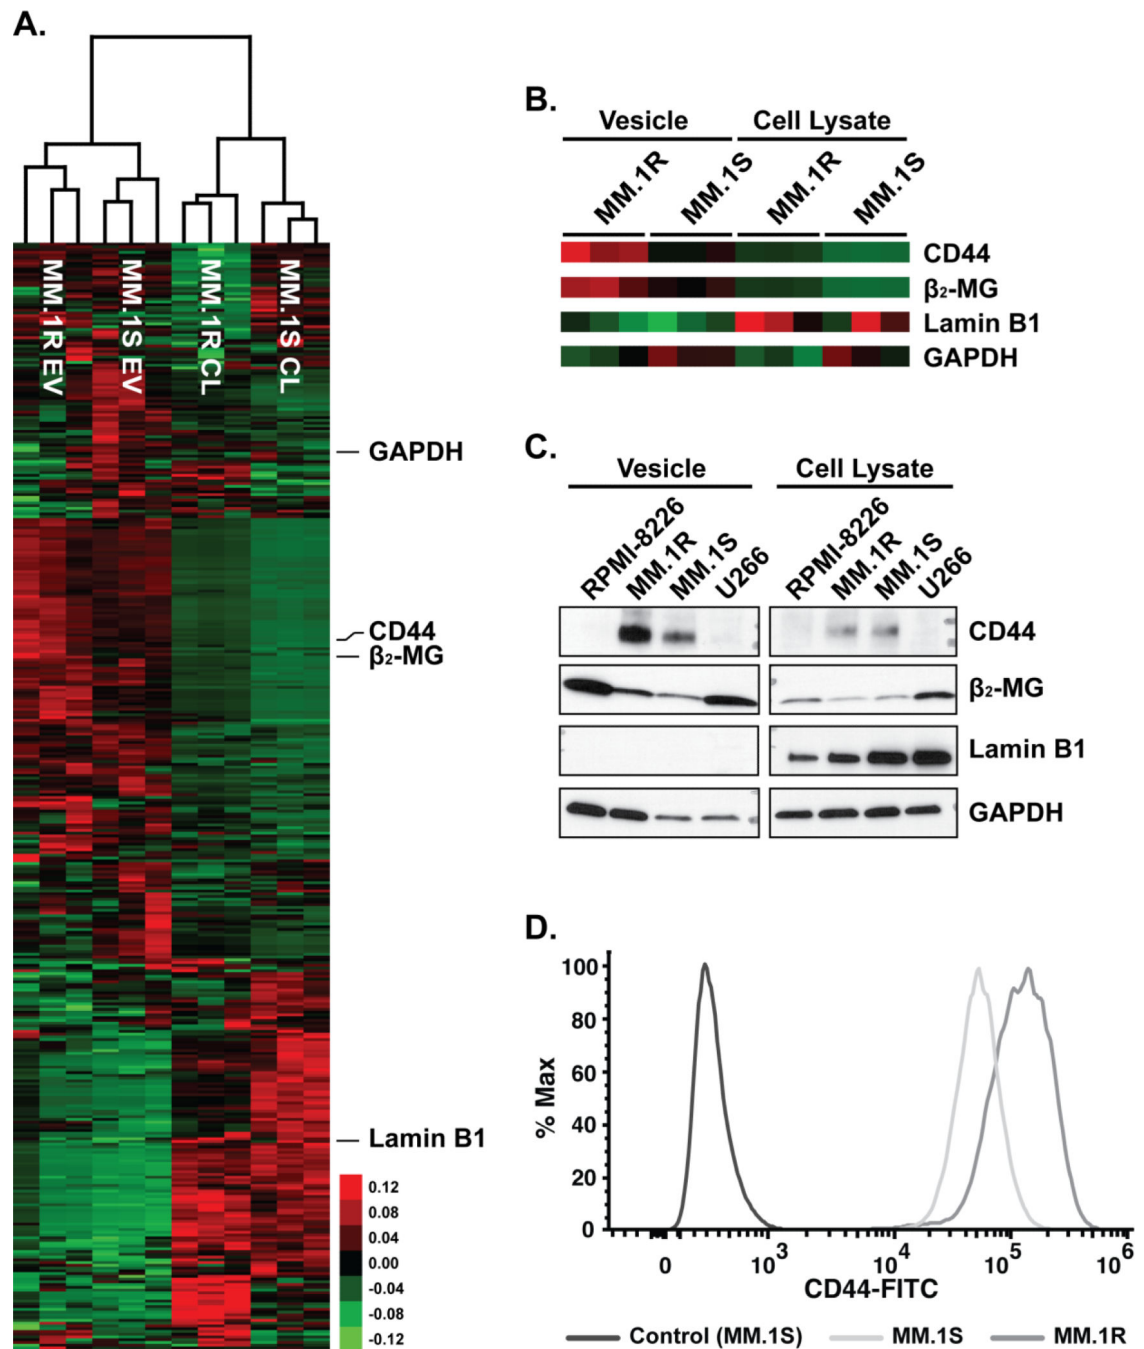 A.
MM.1R EV
MM.1S EV
MM.1R CL
MM.1S CL
GAPDH
CD44
β₂-MG
Lamin B1
0.12
0.08
0.04
0.00
-0.04
-0.08
-0.12
B.
Vesicle Cell Lysate
MM.1R MM.1S MM.1R MM.1S
CD44
β₂-MG
Lamin B1
GAPDH
C.
Vesicle Cell Lysate
RPMI-8226 MM.1R MM.1S U266 RPMI-8226 MM.1R MM.1S U266
CD44
β₂-MG
Lamin B1
GAPDH
D.
% Max
100
80
60
40
20
0
0 10³ 10⁴ 10⁵ 10⁶
CD44-FITC
Control (MM.1S) MM.1S MM.1R